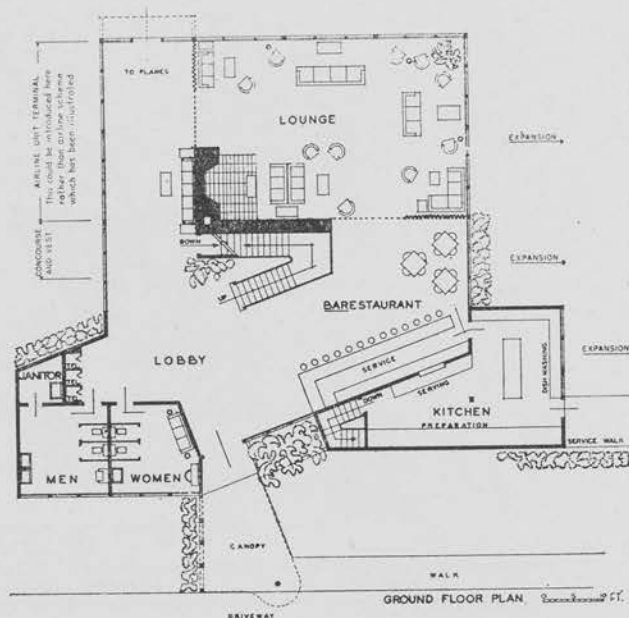 TO PLANES
LOUNGE
AIRLINE UNIT TERMINAL
This could be introduced here
rather than airline scheme
which has been illustrated
CONCOURSE
AND VEST
EXPANSION
EXPANSION
DOWN
UP
BARESTAURANT
LOBBY
JANITOR
SERVICE
SERVING
DOWN
KITCHEN
PREPARATION
DISH WASHING
EXPANSION
SERVICE WALK
MEN
WOMEN
CANOPY
WALK
DRIVEWAY
GROUND FLOOR PLAN
FT.